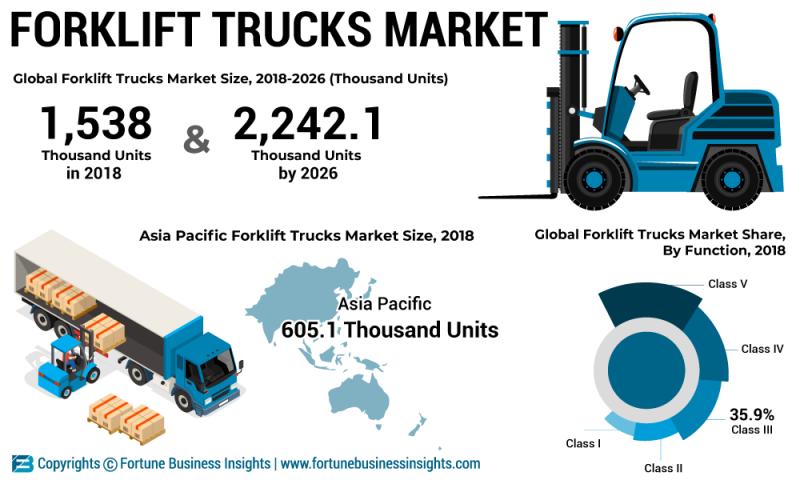 FORKLIFT TRUCKS MARKET
Global Forklift Trucks Market Size, 2018-2026 (Thousand Units)
1,538
Thousand Units
in 2018
&
2,242.1
Thousand Units
by 2026
Asia Pacific Forklift Trucks Market Size, 2018
Asia Pacific
605.1 Thousand Units
Global Forklift Trucks Market Share,
By Function, 2018
Class V
Class IV
35.9%
Class III
Class II
Class I
Copyrights © Fortune Business Insights | www.fortunebusinessinsights.com